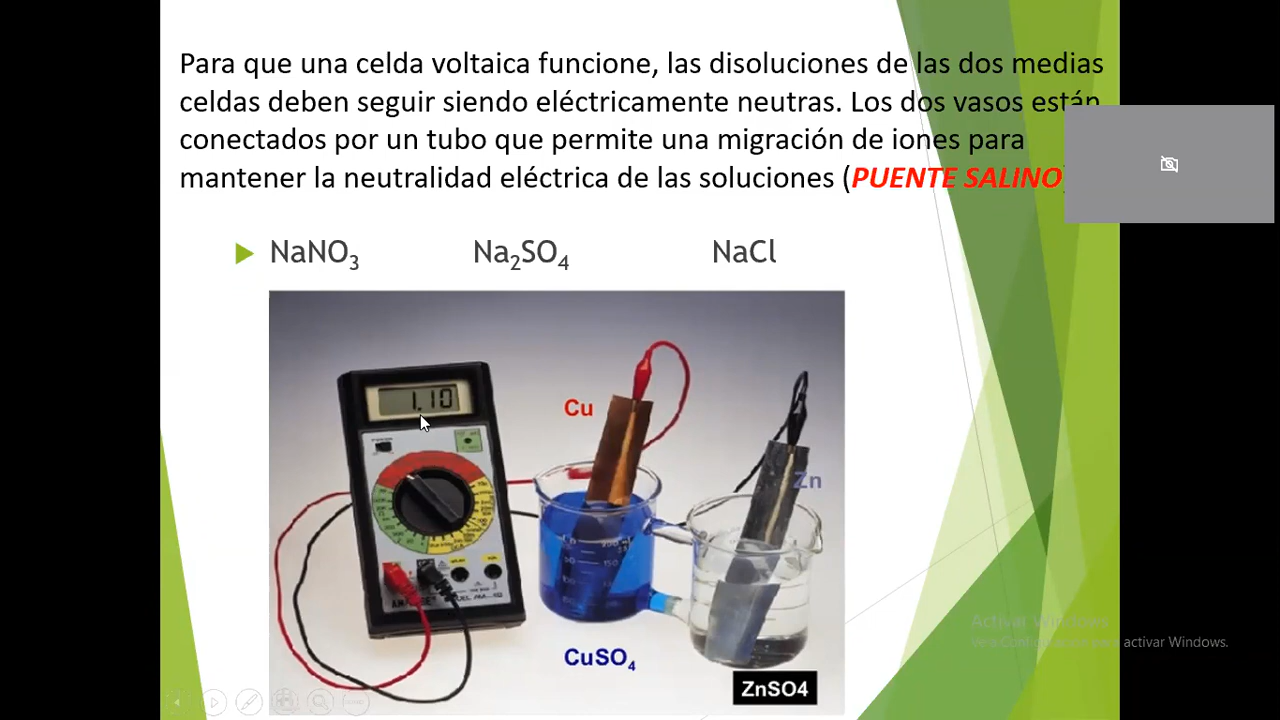 Para que una celda voltaica funcione, las disoluciones de las dos medias
celdas deben seguir siendo eléctricamente neutras. Los dos vasos están
conectados por un tubo que permite una migración de iones para
mantener la neutralidad eléctrica de las soluciones (PUENTE SALINO)
NaNO₃ Na₂SO₄ NaCl
1.10
Cu
Zn
CuSO₄
ZnSO4
Activar Windows
activar Windows.